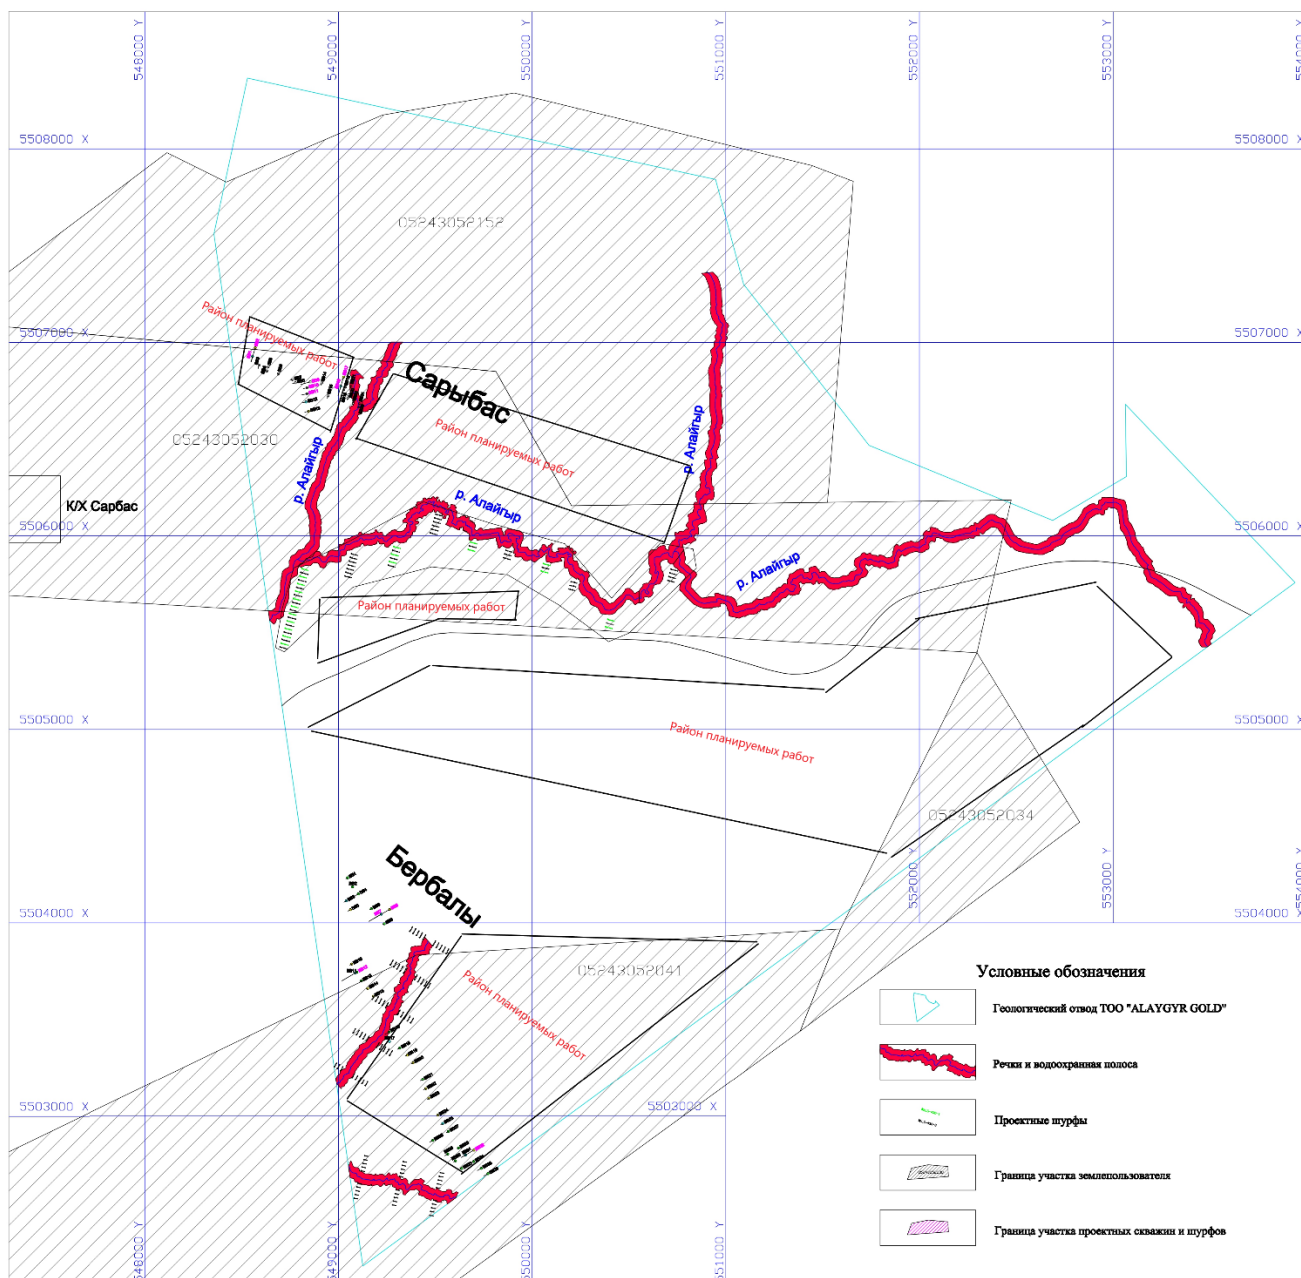 548000 Y
549000 Y
550000 Y
551000 Y
552000 Y
553000 Y
5508000 X
5508000 X
05243052152
Район планируемых работ
5507000 X
5507000 X
Сарыбас
Район планируемых работ
05243052030
р. Алайгыр
р. Алайгыр
р. Алайгыр
К/Х Сарбас
5506000 X
5506000 X
р. Алайгыр
Район планируемых работ
5505000 X
5505000 X
Район планируемых работ
05243052034
Бербалы
552000 Y
553000 Y
5504000 X
5504000 X
05243052041
Район планируемых работ
Условные обозначения
Геологический отвод ТОО "ALAYGYR GOLD"
Речки и водоохранная полоса
5503000 X
5503000 X
Проектные шурфы
Граница участка землепользователя
Граница участка проектных скважин и шурфов
548000 Y
549000 Y
550000 Y
551000 Y